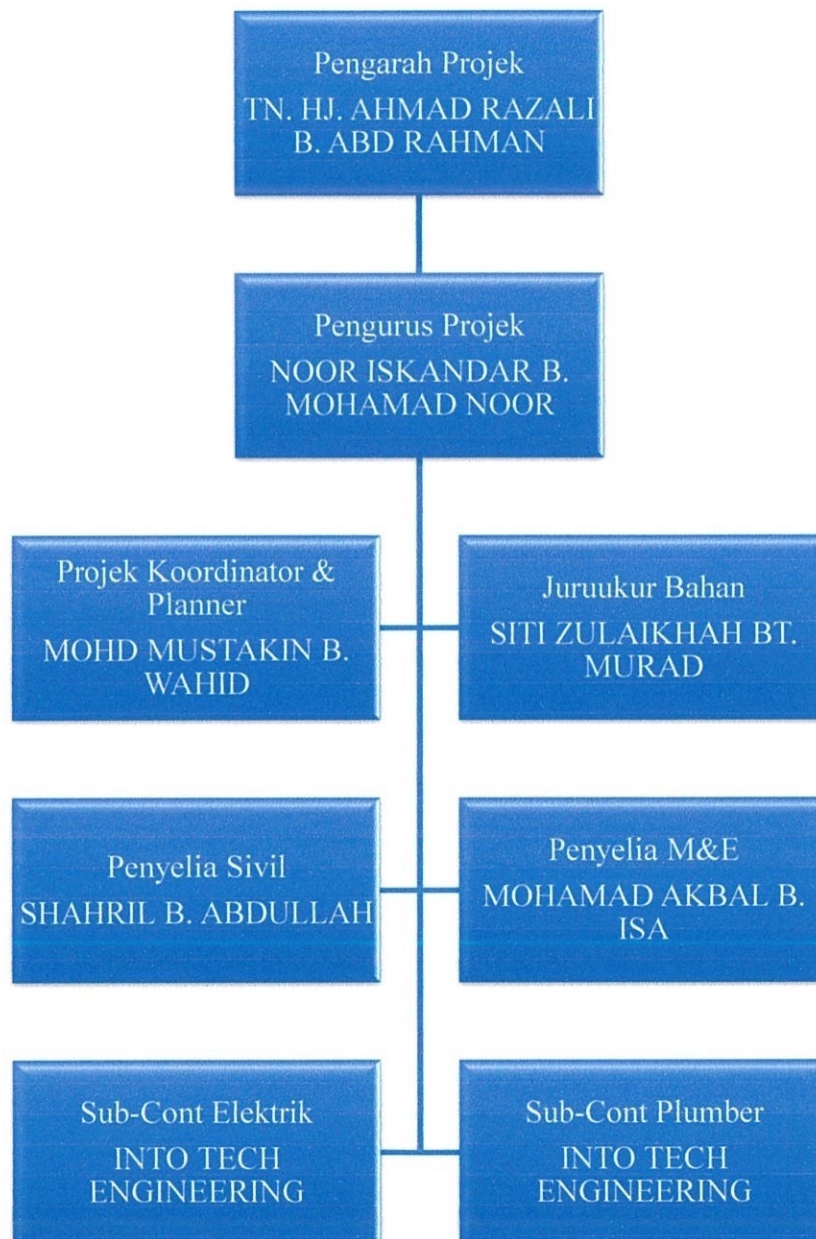 Pengarah Projek
TN. HJ. AHMAD RAZALI
B. ABD RAHMAN
Pengurus Projek
NOOR ISKANDAR B.
MOHAMAD NOOR
Projek Koordinator &
Planner
MOHD MUSTAKIN B.
WAHID
Juruukur Bahan
SITI ZULAIKHAH BT.
MURAD
Penyelia Sivil
SHAHRIL B. ABDULLAH
Penyelia M&E
MOHAMAD AKBAL B.
ISA
Sub-Cont Elektrik
INTO TECH
ENGINEERING
Sub-Cont Plumber
INTO TECH
ENGINEERING